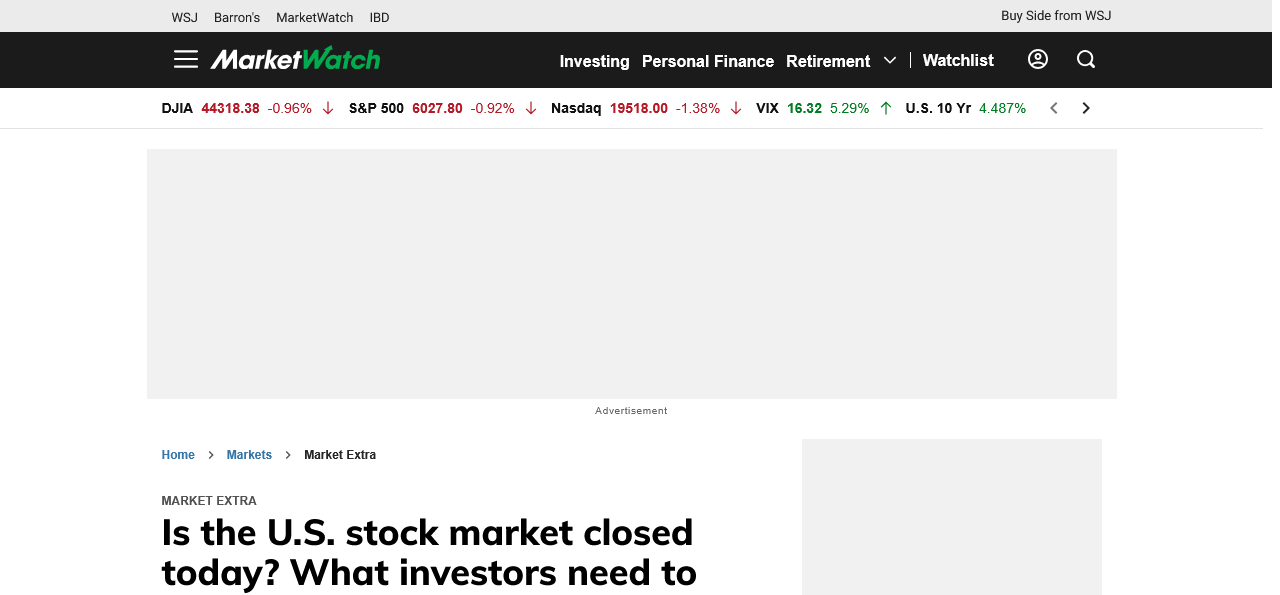 WSJ Barron's MarketWatch IBD Buy Side from WSJ
MarketWatch Investing Personal Finance Retirement Watchlist
DJIA 44318.38 -0.96% S&P 500 6027.80 -0.92% Nasdaq 19518.00 -1.38% VIX 16.32 5.29% U.S. 10 Yr 4.487%
Advertisement
Home Markets Market Extra
MARKET EXTRA
Is the U.S. stock market closed
today? What investors need to